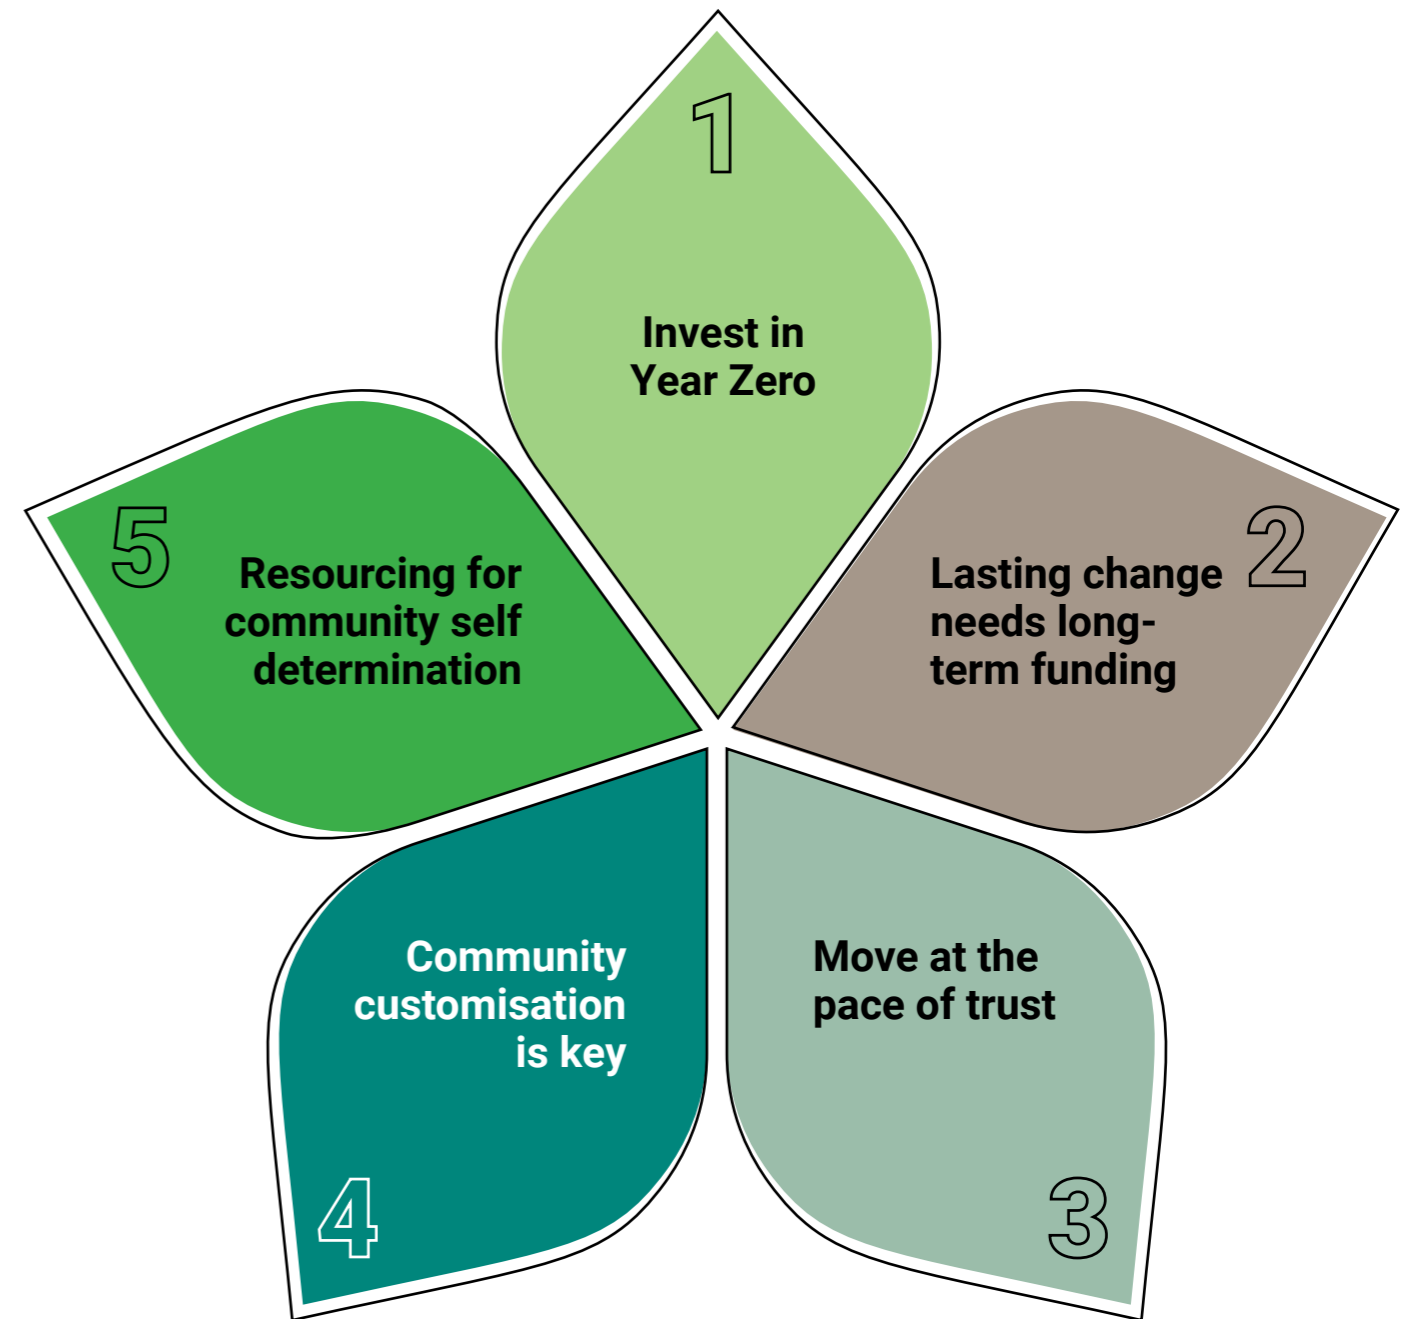 1
Invest in
Year Zero
2
Lasting change
needs long-
term funding
3
Move at the
pace of trust
4
Community
customisation
is key
5
Resourcing for
community self
determination